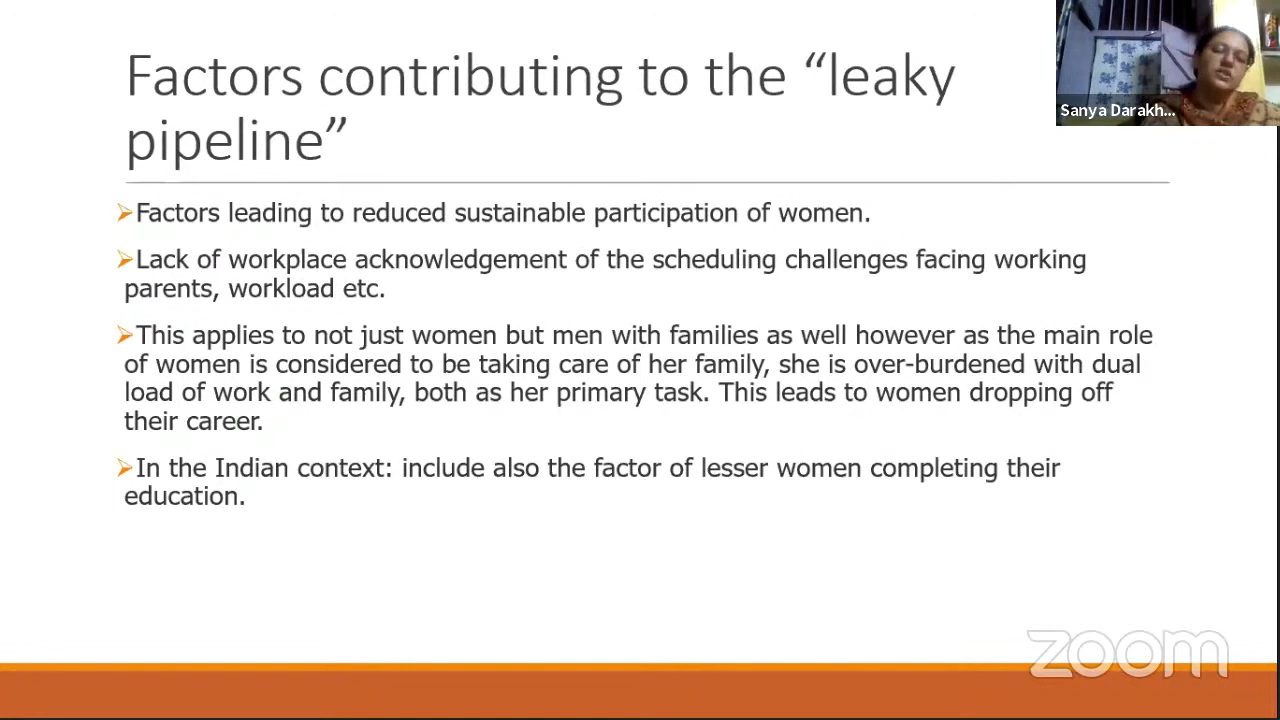 Factors contributing to the “leaky
pipeline”
Sanya Darakh...
➢Factors leading to reduced sustainable participation of women.
➢Lack of workplace acknowledgement of the scheduling challenges facing working
parents, workload etc.
➢This applies to not just women but men with families as well however as the main role
of women is considered to be taking care of her family, she is over-burdened with dual
load of work and family, both as her primary task. This leads to women dropping off
their career.
➢In the Indian context: include also the factor of lesser women completing their
education.
zoom